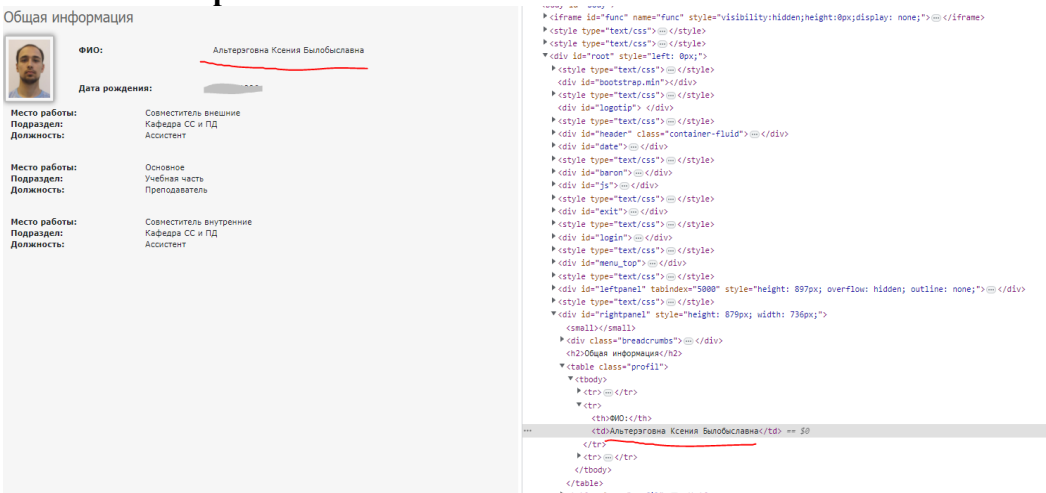 Общая информация
ФИО: Альтерэговна Ксения Былобыславна
Дата рождения:
Место работы: Совместитель внешние
Подраздел: Кафедра СС и ПД
Должность: Ассистент
Место работы: Основное
Подраздел: Учебная часть
Должность: Преподаватель
Место работы: Совместитель внутренние
Подраздел: Кафедра СС и ПД
Должность: Ассистент
<iframe id="func" name="func" style="visibility:hidden;height:0px;display: none;">…</iframe>
<style type="text/css">…</style>
<style type="text/css">…</style>
<div id="root" style="left: 0px;">
<style type="text/css">…</style>
<div id="bootstrap.min"></div>
<style type="text/css">…</style>
<div id="logotip"> </div>
<style type="text/css">…</style>
<div id="header" class="container-fluid">…</div>
<div id="date">…</div>
<style type="text/css">…</style>
<div id="baron">…</div>
<div id="js">…</div>
<style type="text/css">…</style>
<div id="exit">…</div>
<style type="text/css">…</style>
<div id="login">…</div>
<style type="text/css">…</style>
<div id="menu_top">…</div>
<style type="text/css">…</style>
<div id="leftpanel" tabindex="5000" style="height: 897px; overflow: hidden; outline: none;">…</div>
<style type="text/css">…</style>
<div id="rightpanel" style="height: 879px; width: 736px;">
<small></small>
<div class="breadcrumbs">…</div>
<h2>Общая информация</h2>
<table class="profil">
<tbody>
<tr>…</tr>
<tr>
<th>ФИО:</th>
<td>Альтерэговна Ксения Былобыславна</td> == $0
</tr>
<tr>…</tr>
</tbody>
</table>